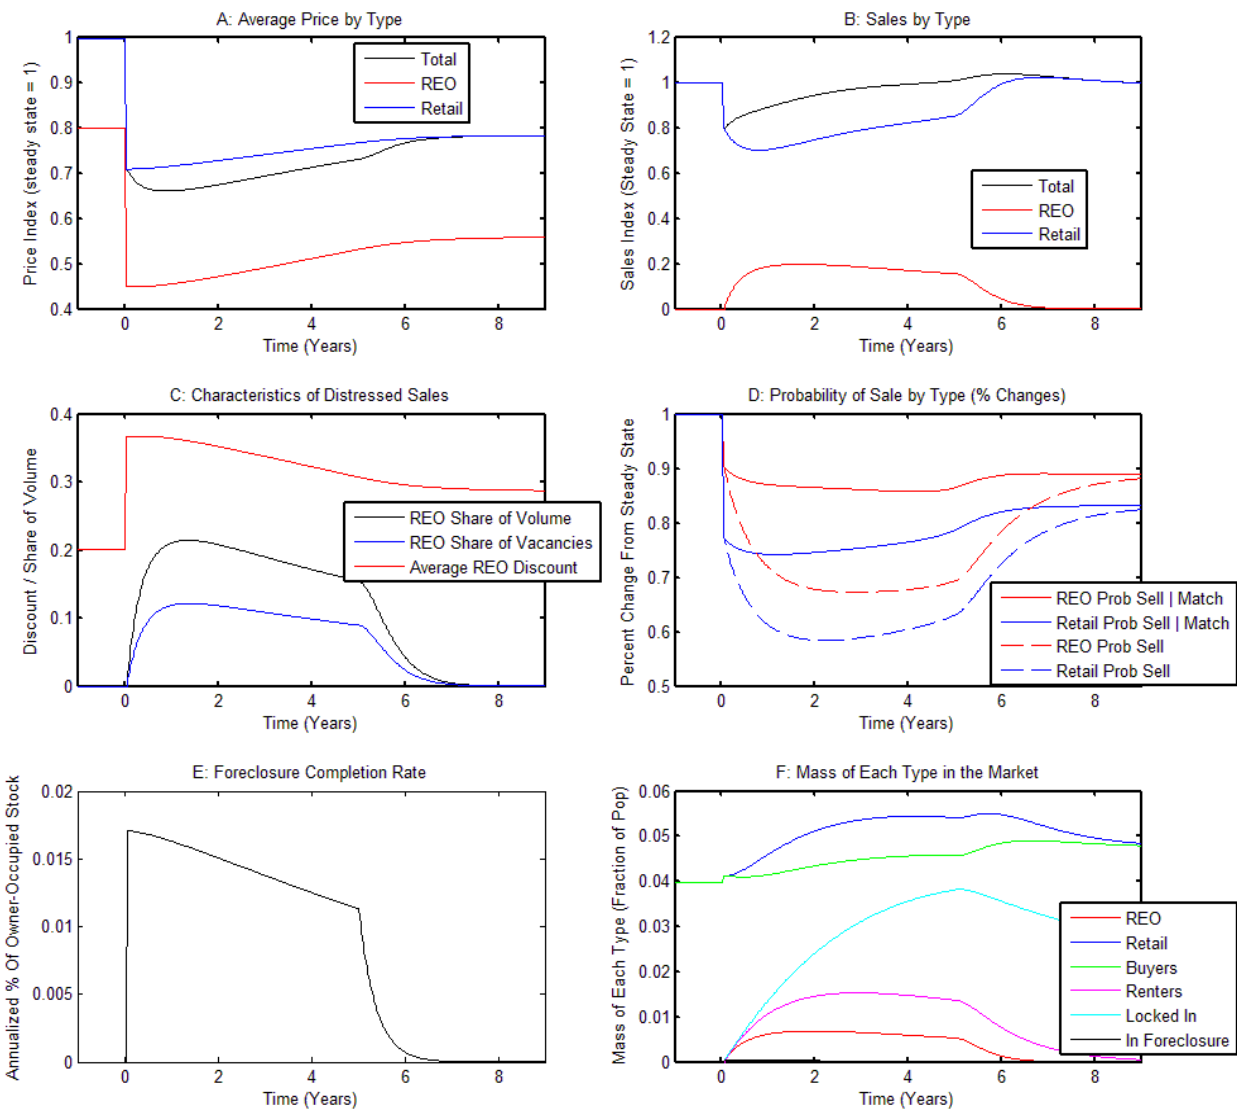 A: Average Price by Type
Price Index (steady state = 1)
1
0.9
0.8
0.7
0.6
0.5
0.4
0 2 4 6 8
Time (Years)
Total
REO
Retail
B: Sales by Type
Sales Index (Steady State = 1)
1.2
1
0.8
0.6
0.4
0.2
0
0 2 4 6 8
Time (Years)
Total
REO
Retail
C: Characteristics of Distressed Sales
Discount / Share of Volume
0.4
0.3
0.2
0.1
0
0 2 4 6 8
Time (Years)
REO Share of Volume
REO Share of Vacancies
Average REO Discount
D: Probability of Sale by Type (% Changes)
Percent Change From Steady State
1
0.9
0.8
0.7
0.6
0.5
0 2 4 6 8
Time (Years)
REO Prob Sell | Match
Retail Prob Sell | Match
REO Prob Sell
Retail Prob Sell
E: Foreclosure Completion Rate
Annualized % Of Owner-Occupied Stock
0.02
0.015
0.01
0.005
0
0 2 4 6 8
Time (Years)
F: Mass of Each Type in the Market
Mass of Each Type (Fraction of Pop)
0.06
0.05
0.04
0.03
0.02
0.01
0
0 2 4 6 8
Time (Years)
REO
Retail
Buyers
Renters
Locked In
In Foreclosure